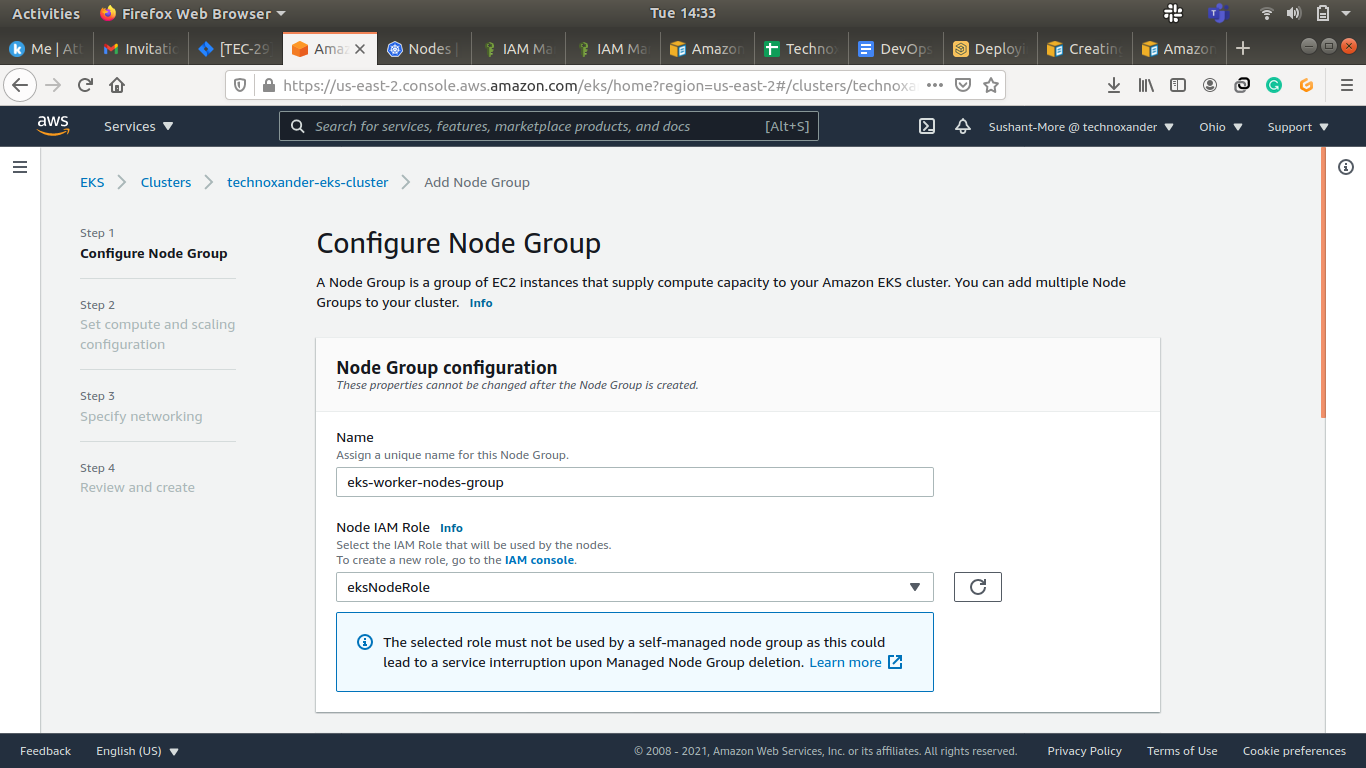 Activities Firefox Web Browser Tue 14:33
Me | Atl Invitatio [TEC-29 Amaz Nodes | IAM Ma IAM Ma Amazon Technox DevOps Deployi Creating Amazon
https://us-east-2.console.aws.amazon.com/eks/home?region=us-east-2#/clusters/technoxa
aws Services Search for services, features, marketplace products, and docs [Alt+S] Sushant-More @ technoxander Ohio Support
EKS Clusters technoxander-eks-cluster Add Node Group
Step 1
Configure Node Group
Step 2
Set compute and scaling
configuration
Step 3
Specify networking
Step 4
Review and create
Configure Node Group
A Node Group is a group of EC2 instances that supply compute capacity to your Amazon EKS cluster. You can add multiple Node
Groups to your cluster. Info
Node Group configuration
These properties cannot be changed after the Node Group is created.
Name
Assign a unique name for this Node Group.
eks-worker-nodes-group
Node IAM Role Info
Select the IAM Role that will be used by the nodes.
To create a new role, go to the IAM console.
eksNodeRole
The selected role must not be used by a self-managed node group as this could
lead to a service interruption upon Managed Node Group deletion. Learn more
Feedback English (US) © 2008 - 2021, Amazon Web Services, Inc. or its affiliates. All rights reserved. Privacy Policy Terms of Use Cookie preferences